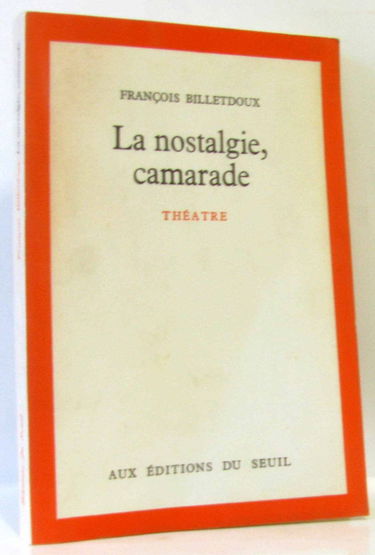 FRANÇOIS BILLETDOUX
La nostalgie,
camarade
THÉATRE
AUX ÉDITIONS DU SEUIL